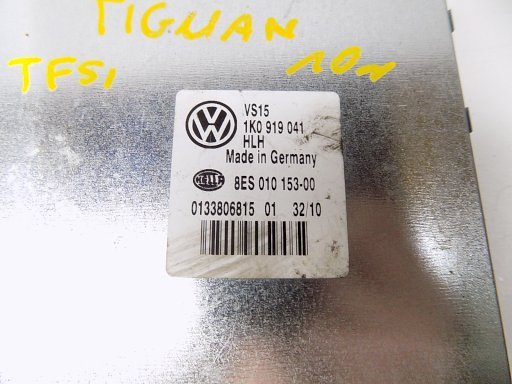 TIGUAN
TFSI 10N
VS15
1K0 919 041
HLH
Made in Germany
HELLA 8ES 010 153-00
0133806815 01 32/10